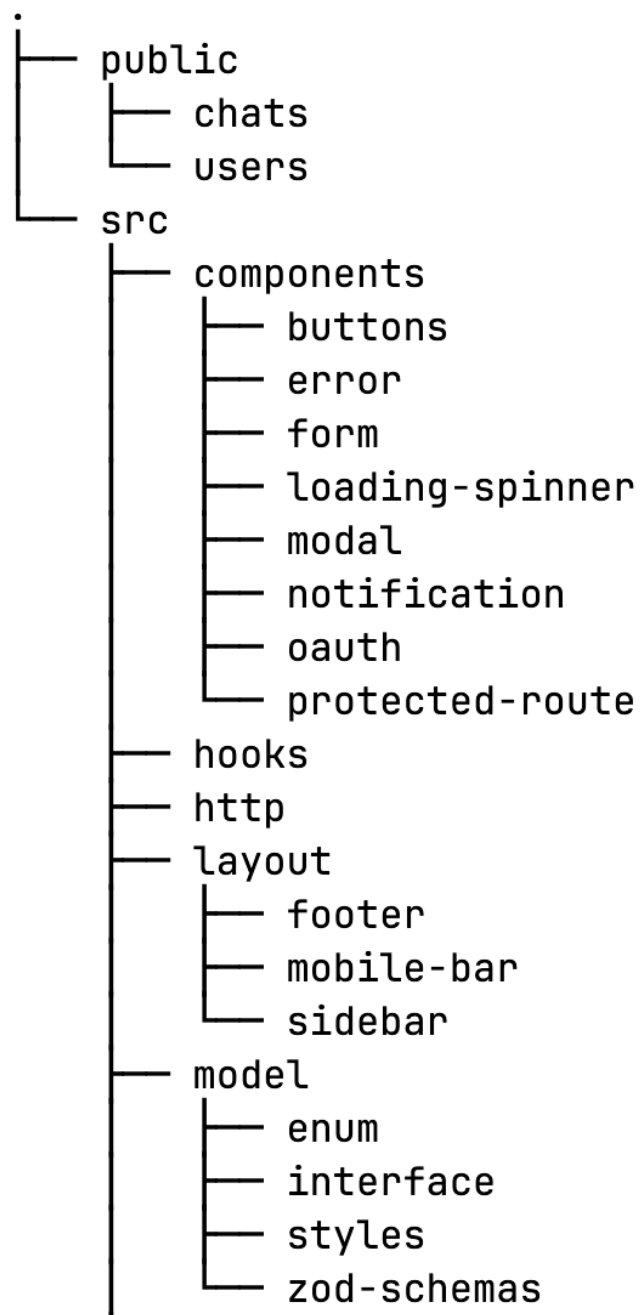 .
├── public
│   ├── chats
│   └── users
└── src
    ├── components
    │   ├── buttons
    │   ├── error
    │   ├── form
    │   ├── loading-spinner
    │   ├── modal
    │   ├── notification
    │   ├── oauth
    │   └── protected-route
    ├── hooks
    ├── http
    ├── layout
    │   ├── footer
    │   ├── mobile-bar
    │   └── sidebar
    ├── model
    │   ├── enum
    │   ├── interface
    │   ├── styles
    │   └── zod-schemas